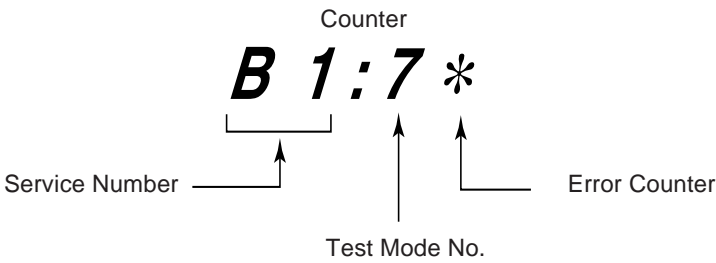 Counter
B 1:7*
Service Number
Error Counter
Test Mode No.